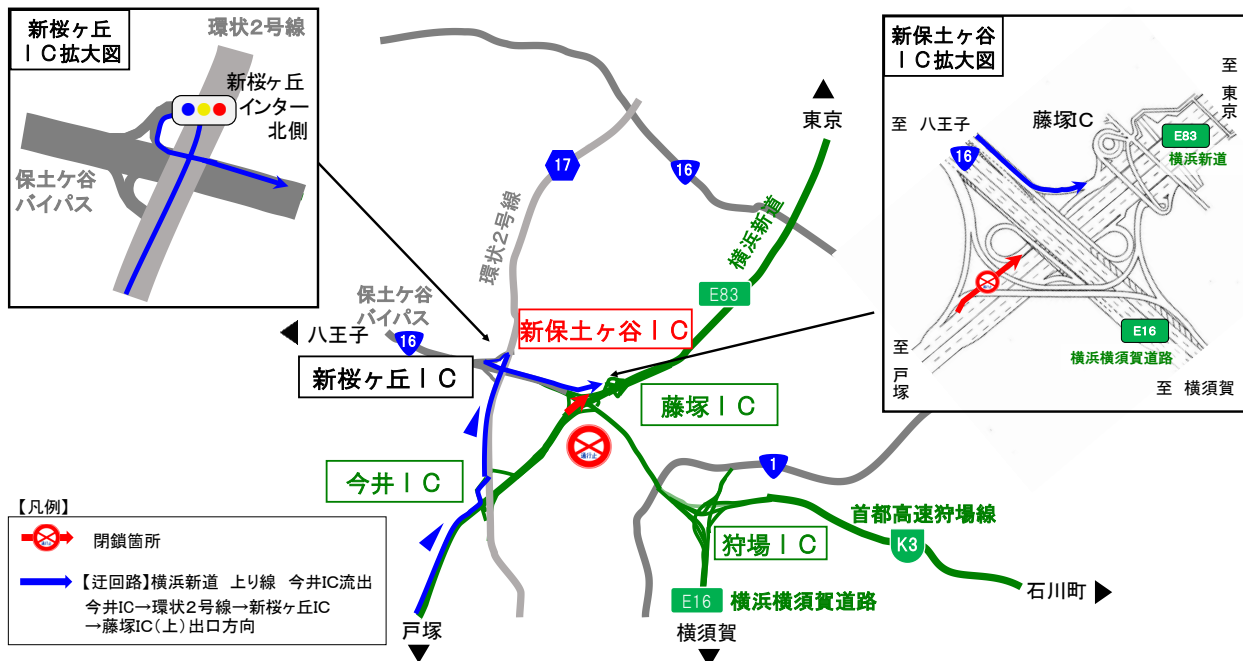 新桜ヶ丘
ＩＣ拡大図
環状2号線
新桜ヶ丘
インター
北側
保土ケ谷
バイパス
新保土ヶ谷
ＩＣ拡大図
至 東京
至 八王子
藤塚IC
16
E83
横浜新道
E16
横浜横須賀道路
至 戸塚
至 横須賀
東京
17
16
環状2号線
横浜新道
E83
保土ケ谷
バイパス
八王子
16
新保土ヶ谷ＩＣ
新桜ヶ丘ＩＣ
藤塚ＩＣ
通行止
今井ＩＣ
1
首都高速狩場線
K3
狩場ＩＣ
石川町
E16
横浜横須賀道路
横須賀
戸塚
【凡例】
閉鎖箇所
【迂回路】横浜新道 上り線 今井IC流出
今井IC→環状2号線→新桜ヶ丘IC
→藤塚IC(上)出口方向